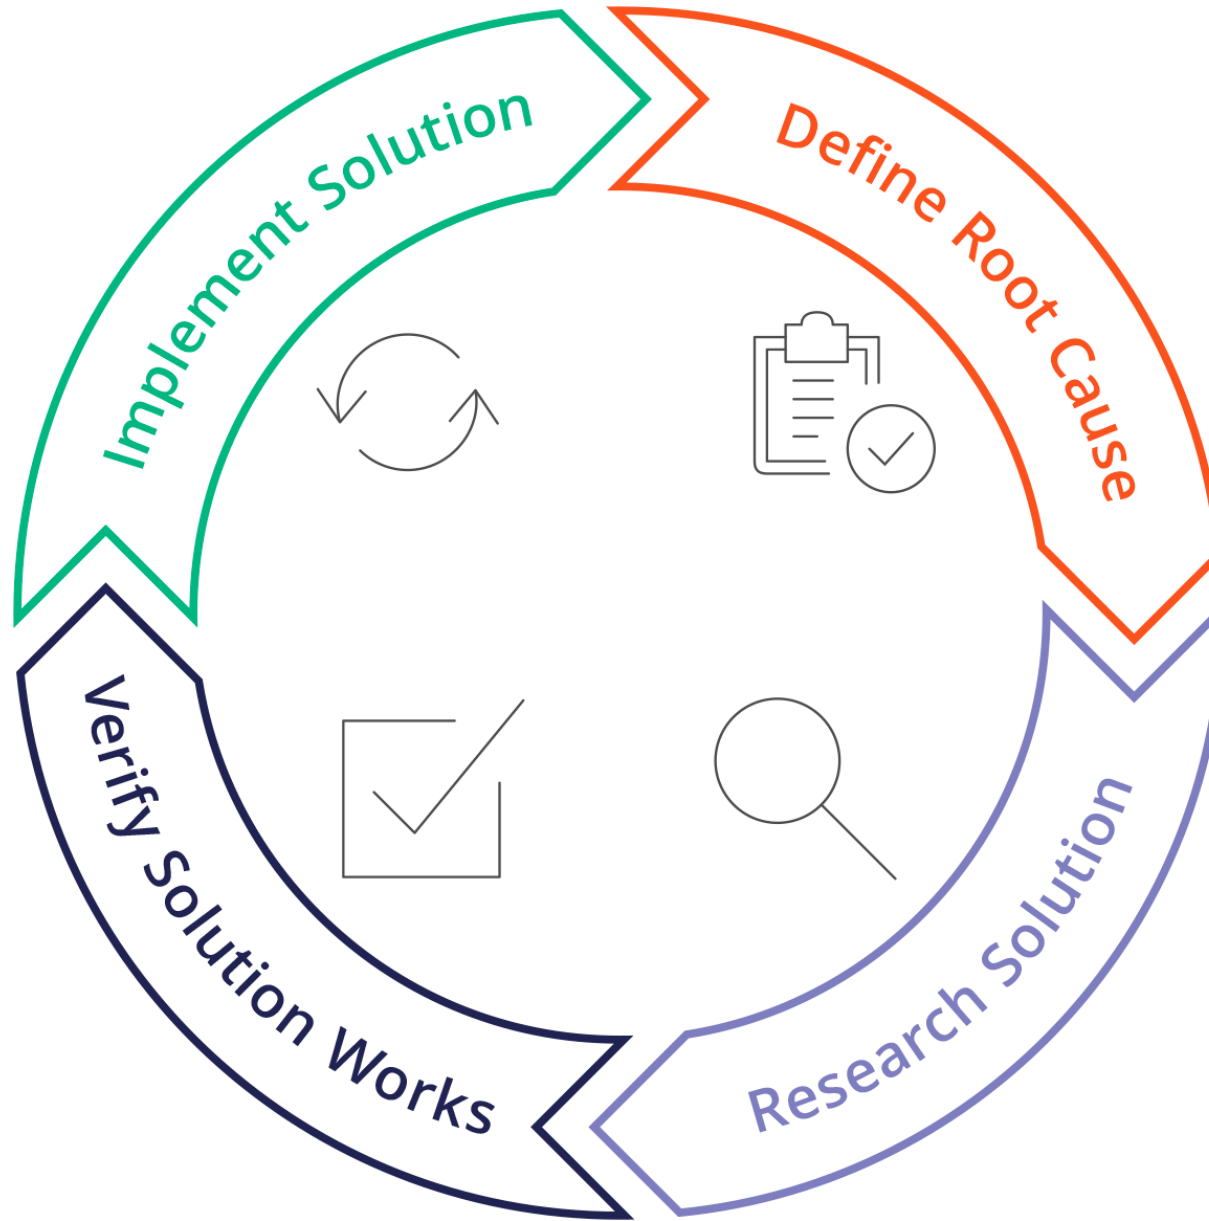 Define Root Cause
Research Solution
Verify Solution Works
Implement Solution